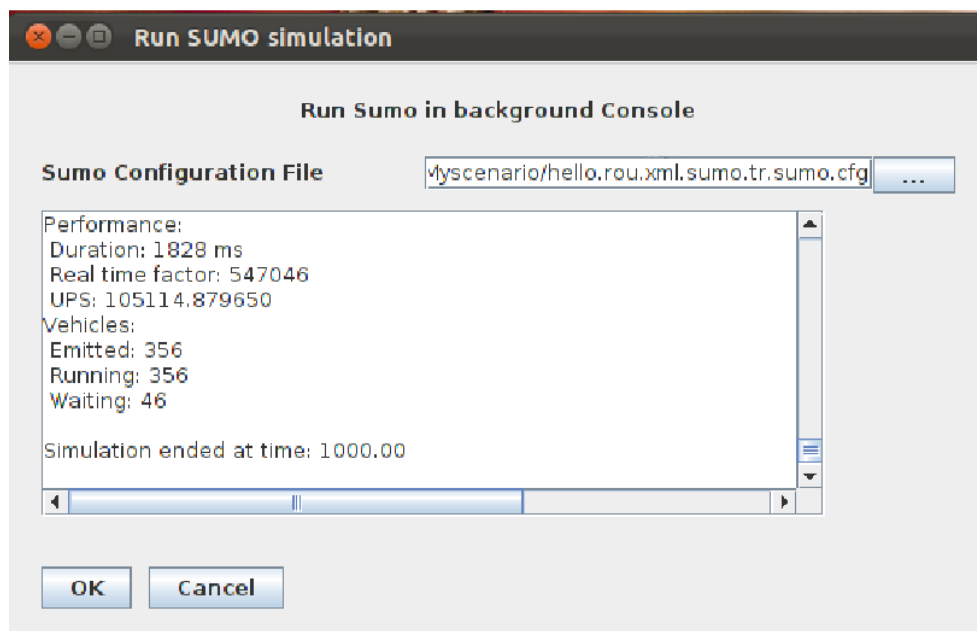 Run SUMO simulation
Run Sumo in background Console
Sumo Configuration File
Myscenario/hello.rou.xml.sumo.tr.sumo.cfg
...
Performance:
Duration: 1828 ms
Real time factor: 547046
UPS: 105114.879650
Vehicles:
Emitted: 356
Running: 356
Waiting: 46
Simulation ended at time: 1000.00
OK
Cancel